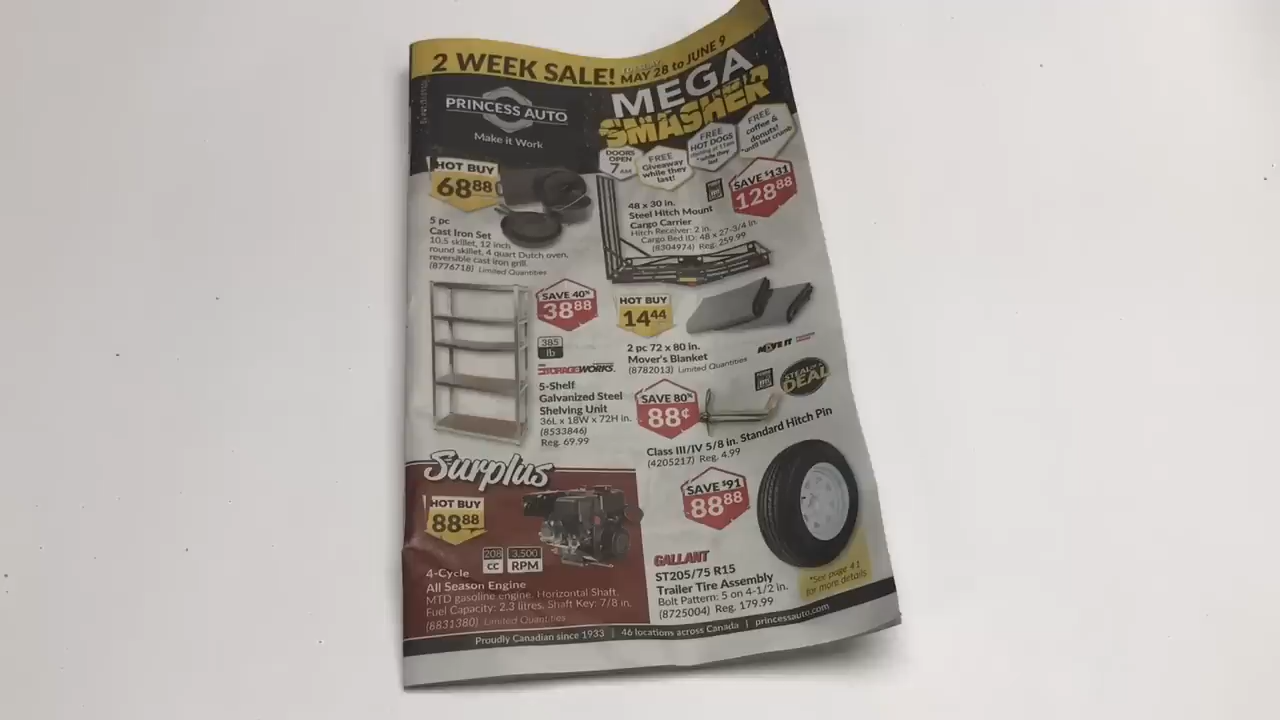 2 WEEK SALE! TUESDAY MAY 28 to JUNE 9
PRINCESS AUTO
Make it Work
MEGA
SMASHER
DOORS
OPEN
7 AM
FREE
Giveaway
while they
last!
FREE
HOT DOGS
starting at 11am
*while they
last
FREE
coffee &
donuts!
*until last crumb
HOT BUY
68 88
5 pc
Cast Iron Set
10.5 skillet, 12 inch
round skillet, 4 quart Dutch oven,
reversible cast iron grill.
(8776718) Limited Quantities
SAVE $131
128 88
48 x 30 in.
Steel Hitch Mount
Cargo Carrier
Hitch Receiver: 2 in.
Cargo Bed ID: 48 x 27-3/4 in.
(8304974) Reg. 259.99
SAVE 40%
38 88
385
lb
STORAGEWORKS.
5-Shelf
Galvanized Steel
Shelving Unit
36L x 18W x 72H in.
(8533846)
Reg. 69.99
HOT BUY
14 44
2 pc 72 x 80 in.
Mover's Blanket
(8782013) Limited Quantities
MOVE IT
SAVE 80%
88¢
STEAL OF A
DEAL
Class III/IV 5/8 in. Standard Hitch Pin
(4205217) Reg. 4.99
Surplus
HOT BUY
88 88
208
CC
3,500
RPM
4-Cycle
All Season Engine
MTD gasoline engine. Horizontal Shaft.
Fuel Capacity: 2.3 litres. Shaft Key: 7/8 in.
(8831380) Limited Quantities
SAVE $91
88 88
GALLANT
ST205/75 R15
Trailer Tire Assembly
Bolt Pattern: 5 on 4-1/2 in.
(8725004) Reg. 179.99
*See page 41
for more details
Proudly Canadian since 1933 | 46 locations across Canada | princessauto.com